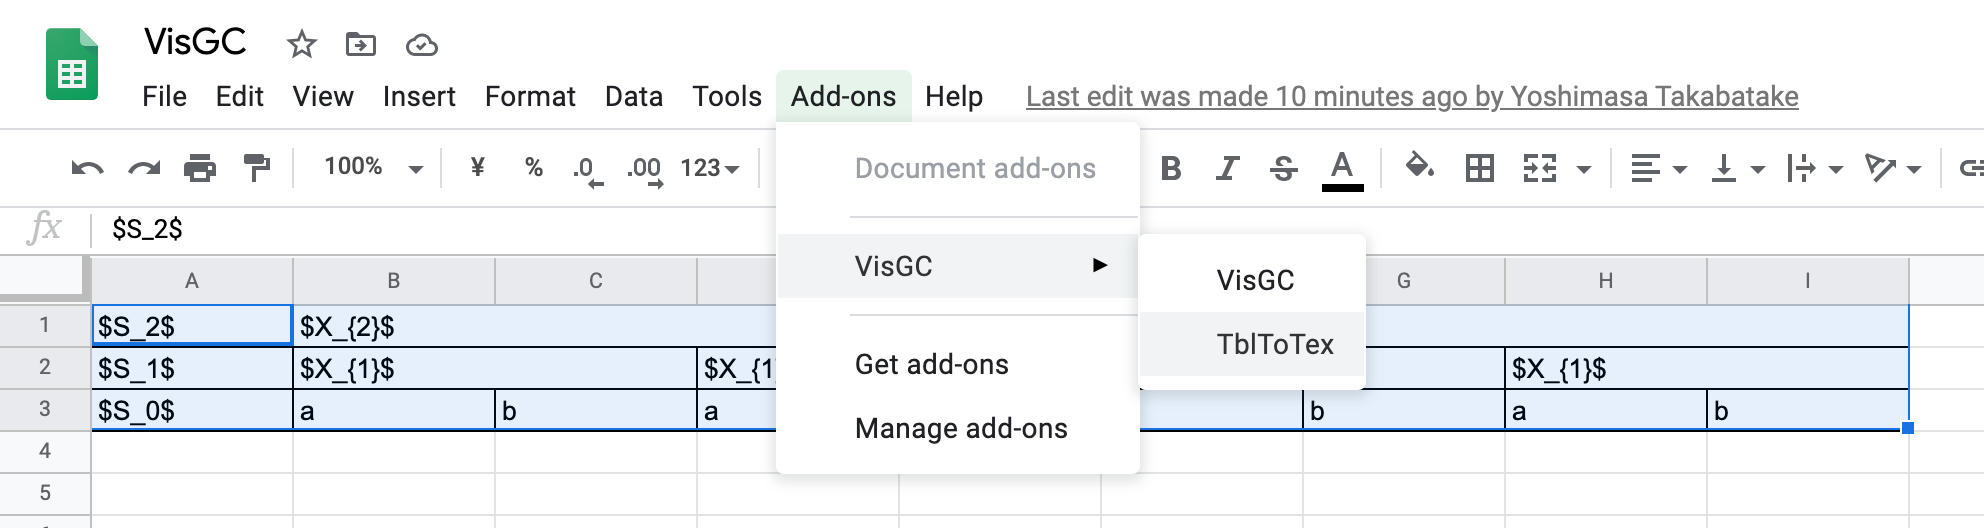 VisGC
File Edit View Insert Format Data Tools Add-ons Help Last edit was made 10 minutes ago by Yoshimasa Takabatake
100% ¥ % .0 .00 123 B I S A
Document add-ons
fx $S_2$
VisGC
VisGC
TblToTex
Get add-ons
Manage add-ons
A B C G H I
1 $S_2$ $X_{2}$
2 $S_1$ $X_{1}$ $X_{1 $X_{1}$
3 $S_0$ a b a b a b
4
5